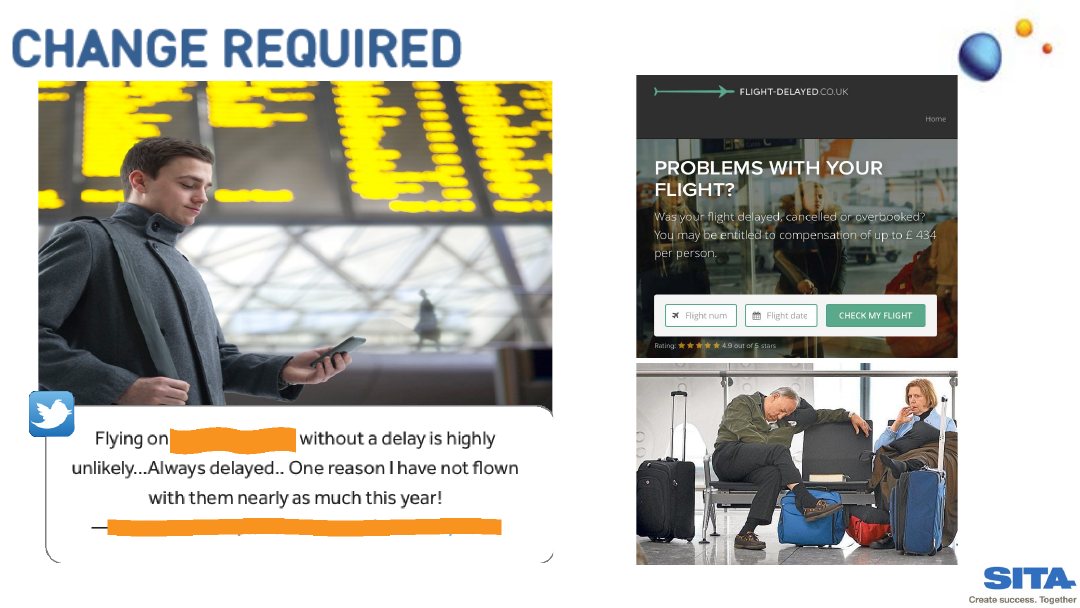 CHANGE REQUIRED
FLIGHT-DELAYED.CO.UK
Home
PROBLEMS WITH YOUR
FLIGHT?
Was your flight delayed, cancelled or overbooked?
You may be entitled to compensation of up to £ 434
per person.
Flight num
Flight date
CHECK MY FLIGHT
Rating: ★★★★★ 4.9 out of 5 stars
Flying on without a delay is highly
unlikely...Always delayed.. One reason I have not flown
with them nearly as much this year!
—
SITA
Create success. Together